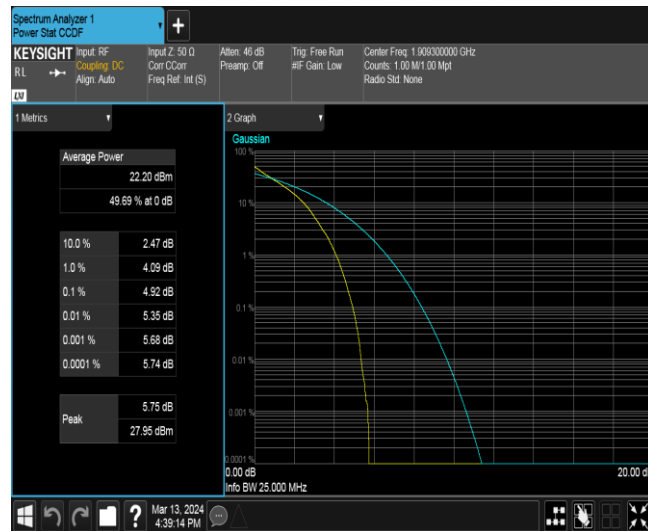 Spectrum Analyzer 1
Power Stat CCDF
+
KEYSIGHT
RL
LXI
Input: RF
Coupling: DC
Align: Auto
Input Z: 50 Ω
Corr CCorr
Freq Ref: Int (S)
Atten: 46 dB
Preamp: Off
Trig: Free Run
#IF Gain: Low
Center Freq: 1.909300000 GHz
Counts: 1.00 M/1.00 Mpt
Radio Std: None
1 Metrics
Average Power
22.20 dBm
49.69 % at 0 dB
10.0 % 2.47 dB
1.0 % 4.09 dB
0.1 % 4.92 dB
0.01 % 5.35 dB
0.001 % 5.68 dB
0.0001 % 5.74 dB
Peak
5.75 dB
27.95 dBm
2 Graph
Gaussian
100 %
10 %
1 %
0.1 %
0.01 %
0.001 %
0.0001 %
0.00 dB
20.00 d
Info BW 25.000 MHz
?
Mar 13, 2024
4:39:14 PM